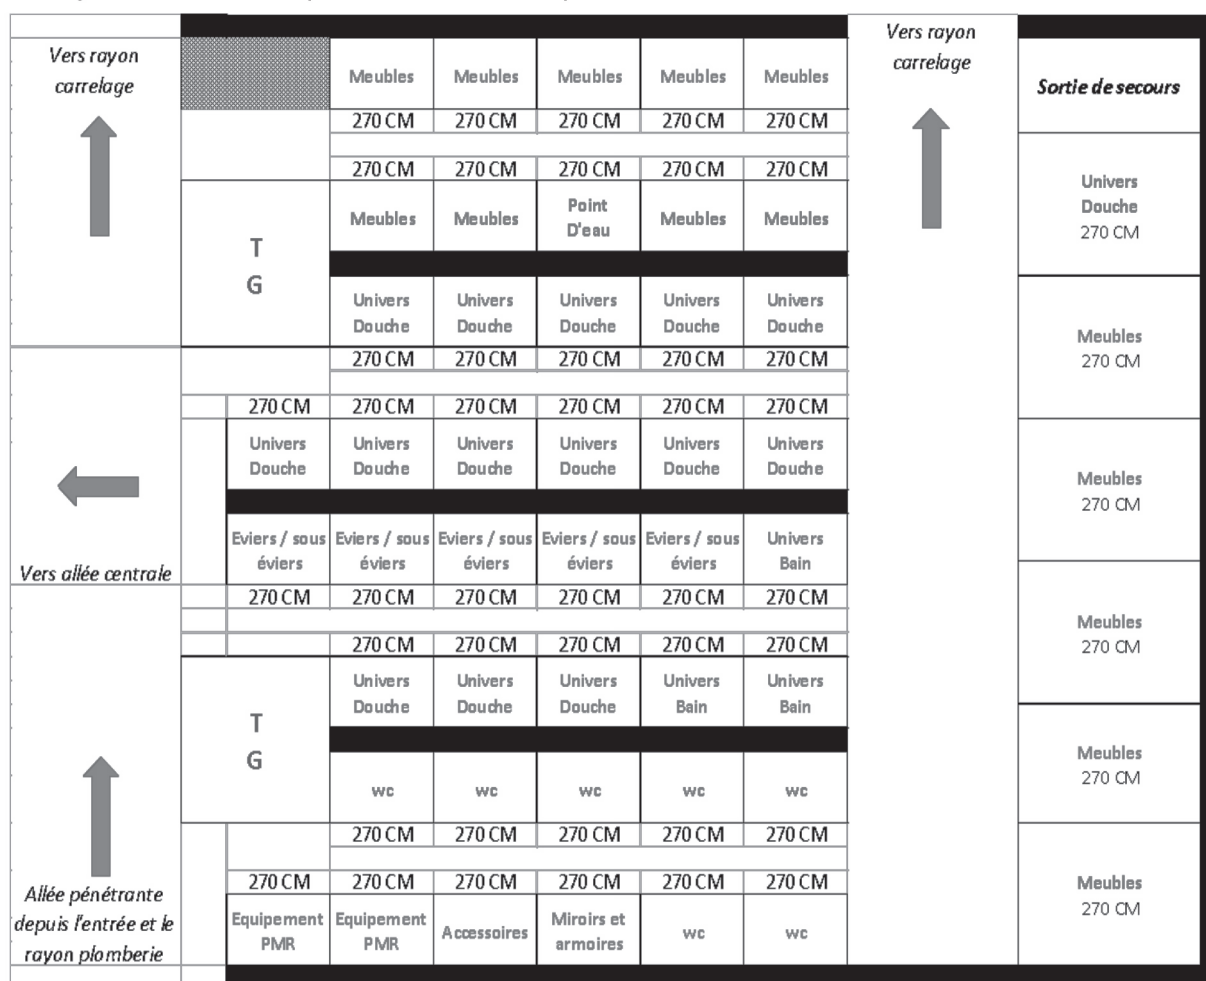 Vers rayon
carrelage
Vers rayon
carrelage
Meubles Meubles Meubles Meubles Meubles
Sortie de secours
270 CM 270 CM 270 CM 270 CM 270 CM
270 CM 270 CM 270 CM 270 CM 270 CM
Univers
Douche
270 CM
T
G
Meubles Meubles Point Meubles Meubles
D'eau
Univers Univers Univers Univers Univers
Douche Douche Douche Douche Douche
Meubles
270 CM
270 CM 270 CM 270 CM 270 CM 270 CM
270 CM 270 CM 270 CM 270 CM 270 CM 270 CM
Univers Univers Univers Univers Univers Univers
Douche Douche Douche Douche Douche Douche
Meubles
270 CM
Eviers / sous Eviers / sous Eviers / sous Eviers / sous Eviers / sous Univers
éviers éviers éviers éviers éviers Bain
Vers allée centrale
270 CM 270 CM 270 CM 270 CM 270 CM 270 CM
Meubles
270 CM
270 CM 270 CM 270 CM 270 CM 270 CM
Univers Univers Univers Univers Univers
Douche Douche Douche Bain Bain
T
G
Meubles
270 CM
wc wc wc wc wc
270 CM 270 CM 270 CM 270 CM 270 CM
270 CM 270 CM 270 CM 270 CM 270 CM 270 CM
Meubles
270 CM
Allée pénétrante
depuis l'entrée et le
rayon plomberie
Equipement Equipement Accessoires Miroirs et wc wc
PMR PMR armoires